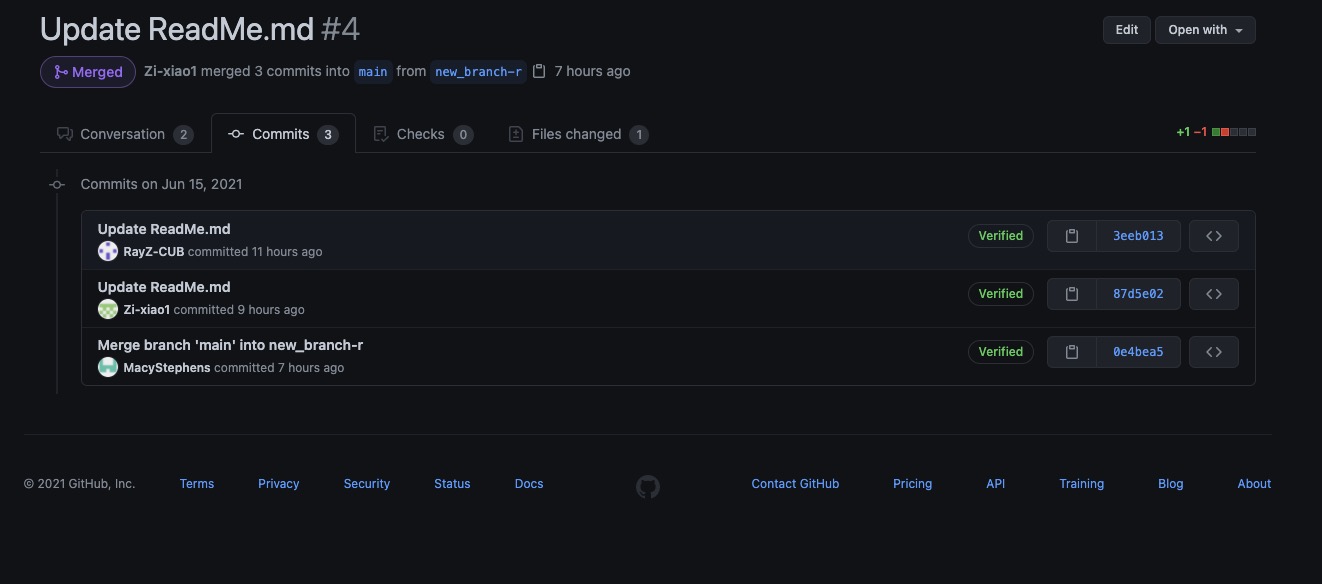 Update ReadMe.md #4
Edit
Open with
Merged
Zi-xiao1 merged 3 commits into main from new_branch-r 7 hours ago
Conversation 2
Commits 3
Checks 0
Files changed 1
+1 −1
Commits on Jun 15, 2021
Update ReadMe.md
RayZ-CUB committed 11 hours ago
Verified
3eeb013
Update ReadMe.md
Zi-xiao1 committed 9 hours ago
Verified
87d5e02
Merge branch 'main' into new_branch-r
MacyStephens committed 7 hours ago
Verified
0e4bea5
© 2021 GitHub, Inc.
Terms
Privacy
Security
Status
Docs
Contact GitHub
Pricing
API
Training
Blog
About